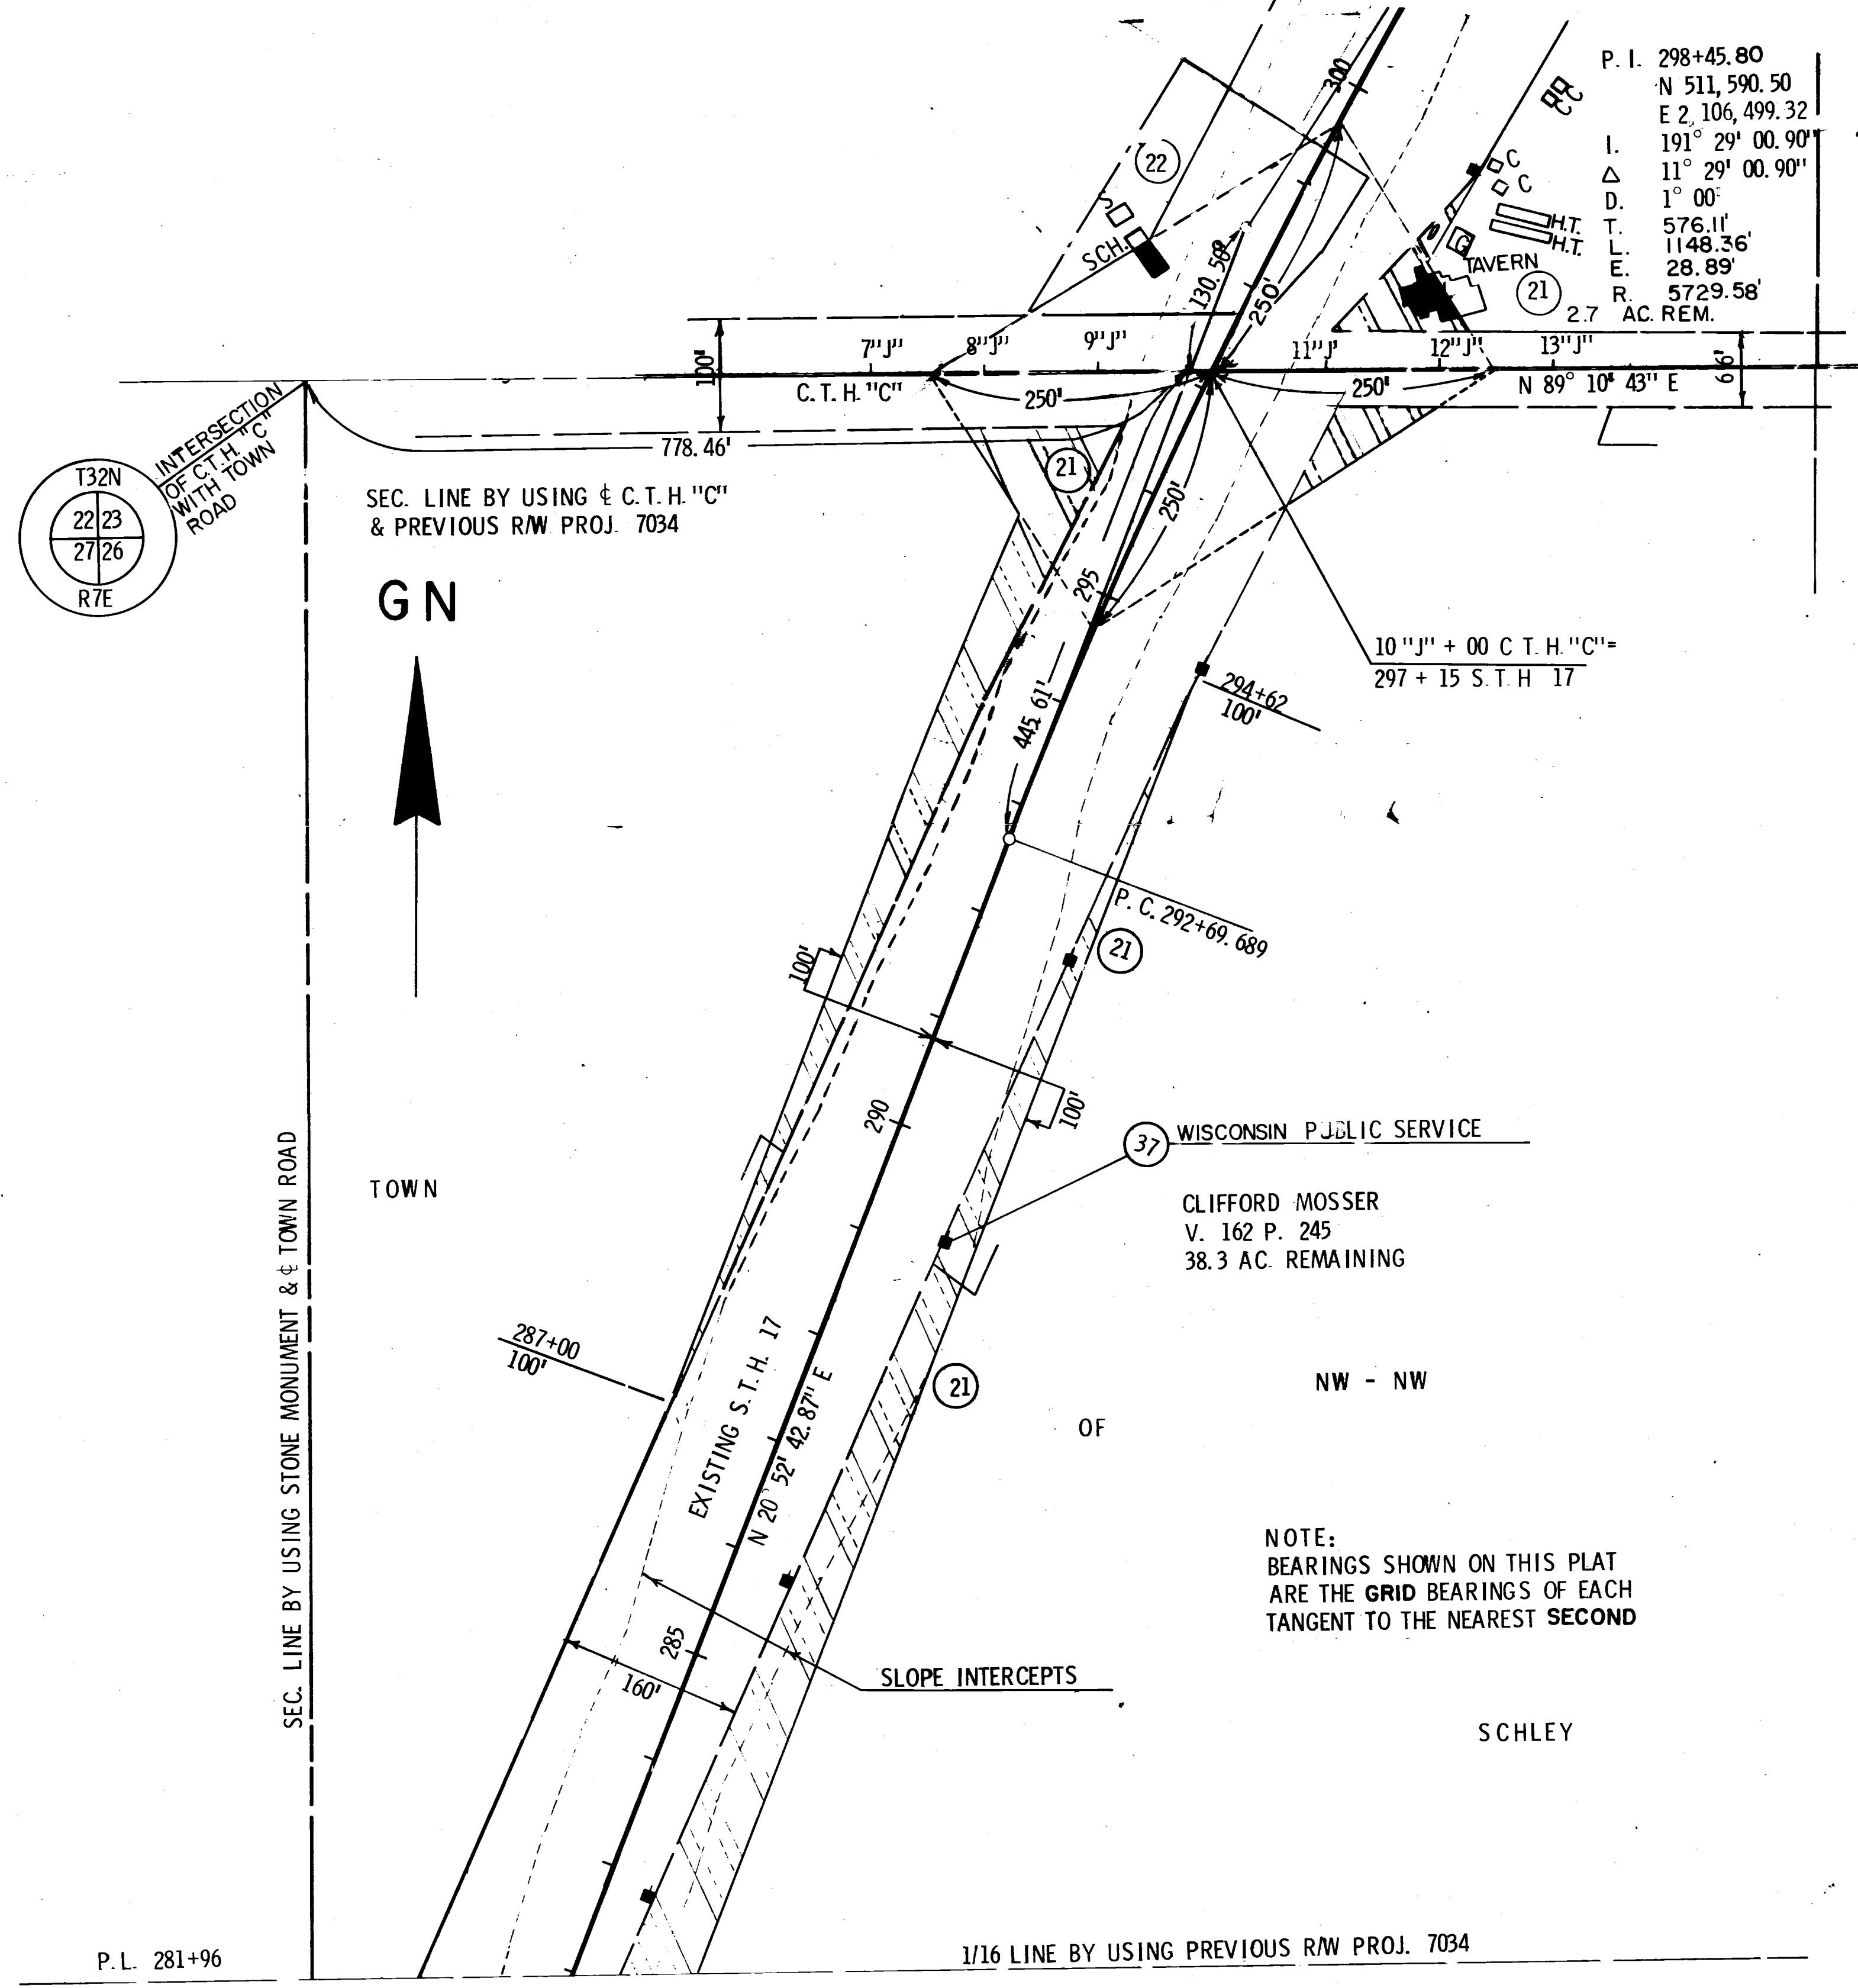 P. I. 298+45.80
N 511, 590. 50
E 2, 106, 499. 32
I. 191° 29' 00. 90"
△ 11° 29' 00. 90"
D. 1° 00'
T. 576.11'
L. 1148.36'
E. 28.89'
R. 5729.58'
2.7 AC. REM.
300
22
S
SCH.
130.50'
250'
C
C
H.T.
H.T.
G
TAVERN
21
100'
7"J"
8"J"
9"J"
11"J"
12"J"
13"J"
66'
C. T. H. "C"
250'
250'
N 89° 10' 43" E
778.46'
INTERSECTION
OF C.T.H. "C"
WITH TOWN
ROAD
T32N
22 23
27 26
R7E
SEC. LINE BY USING ℄ C. T. H. "C"
& PREVIOUS R/W PROJ. 7034
21
250'
295
GN
10 "J" + 00 C T. H. "C"=
297 + 15 S. T. H 17
294+62
100'
445. 61'
P. C. 292+69. 689
21
100'
100'
290
37 WISCONSIN PUBLIC SERVICE
TOWN
CLIFFORD MOSSER
V. 162 P. 245
38.3 AC. REMAINING
SEC. LINE BY USING STONE MONUMENT & ℄ TOWN ROAD
287+00
100'
EXISTING S. T. H. 17
N 20° 52' 42. 87" E
21
NW - NW
OF
NOTE:
BEARINGS SHOWN ON THIS PLAT
ARE THE GRID BEARINGS OF EACH
TANGENT TO THE NEAREST SECOND
285
160'
SLOPE INTERCEPTS
SCHLEY
P. L. 281+96
1/16 LINE BY USING PREVIOUS R/W PROJ. 7034